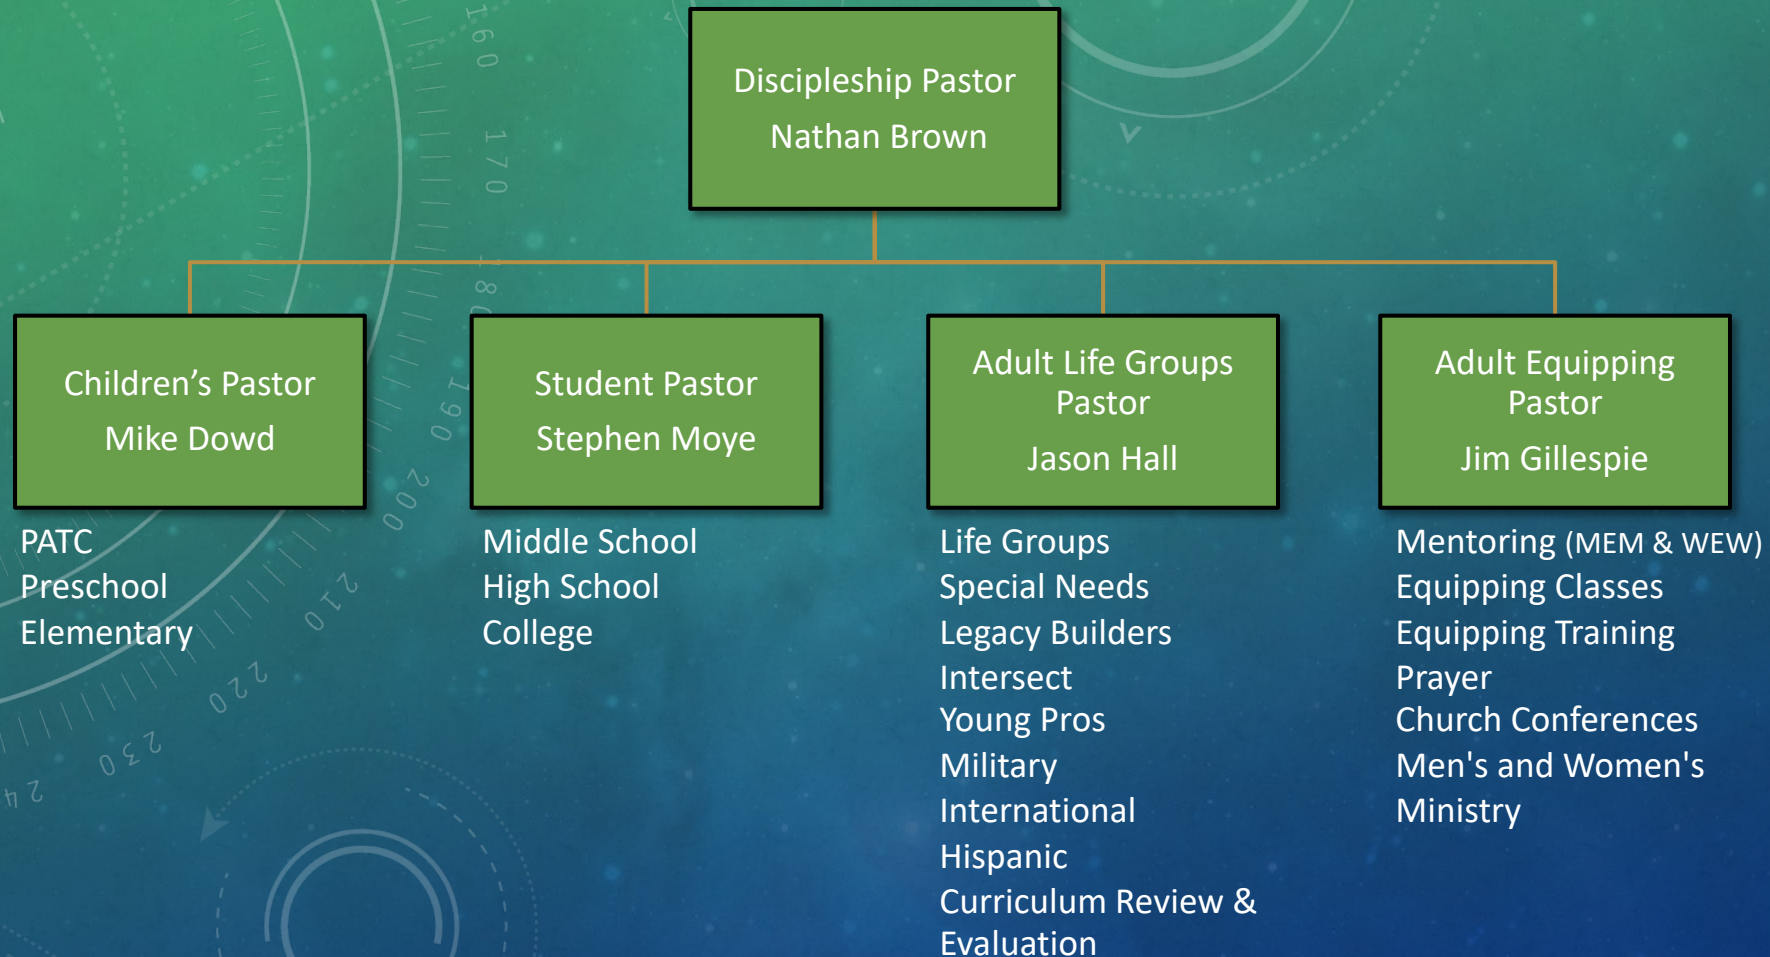 Discipleship Pastor
Nathan Brown
Children’s Pastor
Mike Dowd
Student Pastor
Stephen Moye
Adult Life Groups
Pastor
Jason Hall
Adult Equipping
Pastor
Jim Gillespie
PATC
Preschool
Elementary
Middle School
High School
College
Life Groups
Special Needs
Legacy Builders
Intersect
Young Pros
Military
International
Hispanic
Curriculum Review &
Evaluation
Mentoring (MEM & WEW)
Equipping Classes
Equipping Training
Prayer
Church Conferences
Men's and Women's
Ministry
160
170
180
190
200
210
220
230